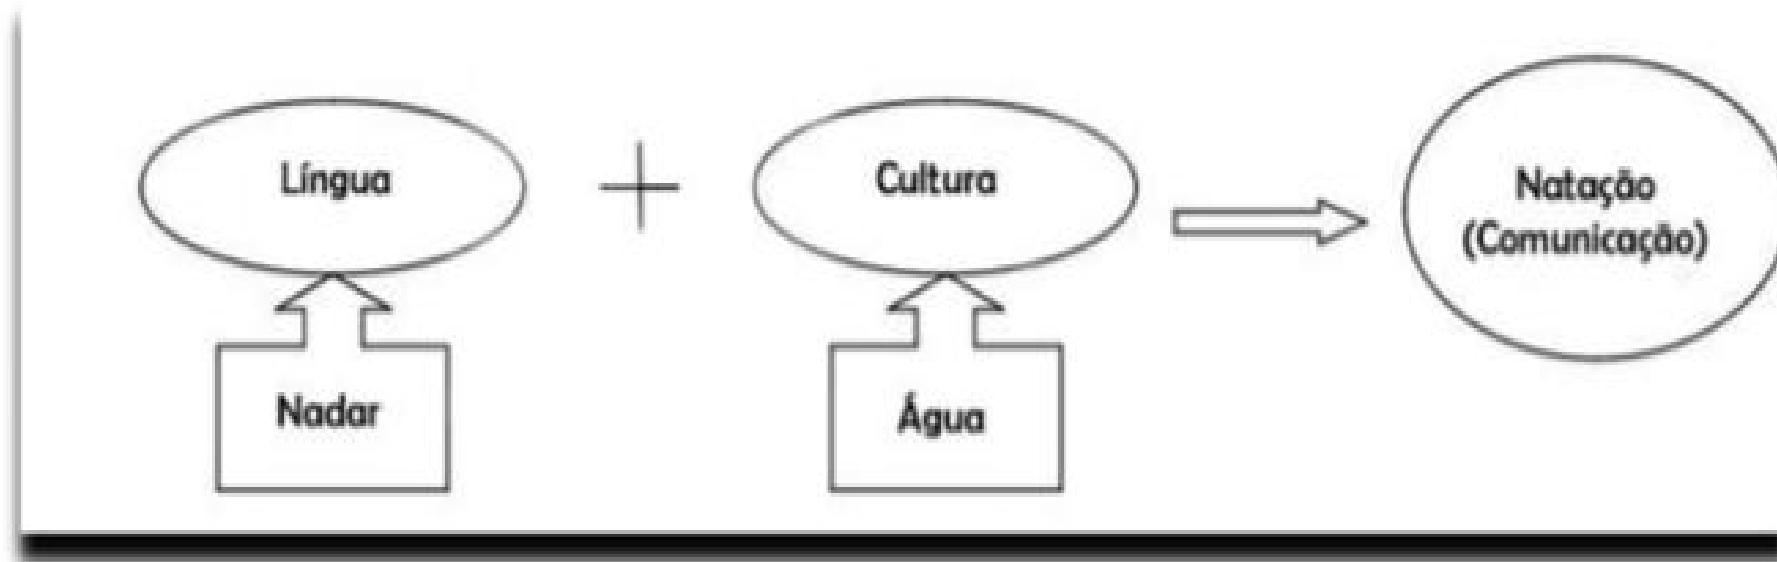 Língua
+
Cultura
Natação
(Comunicação)
Nadar
Água